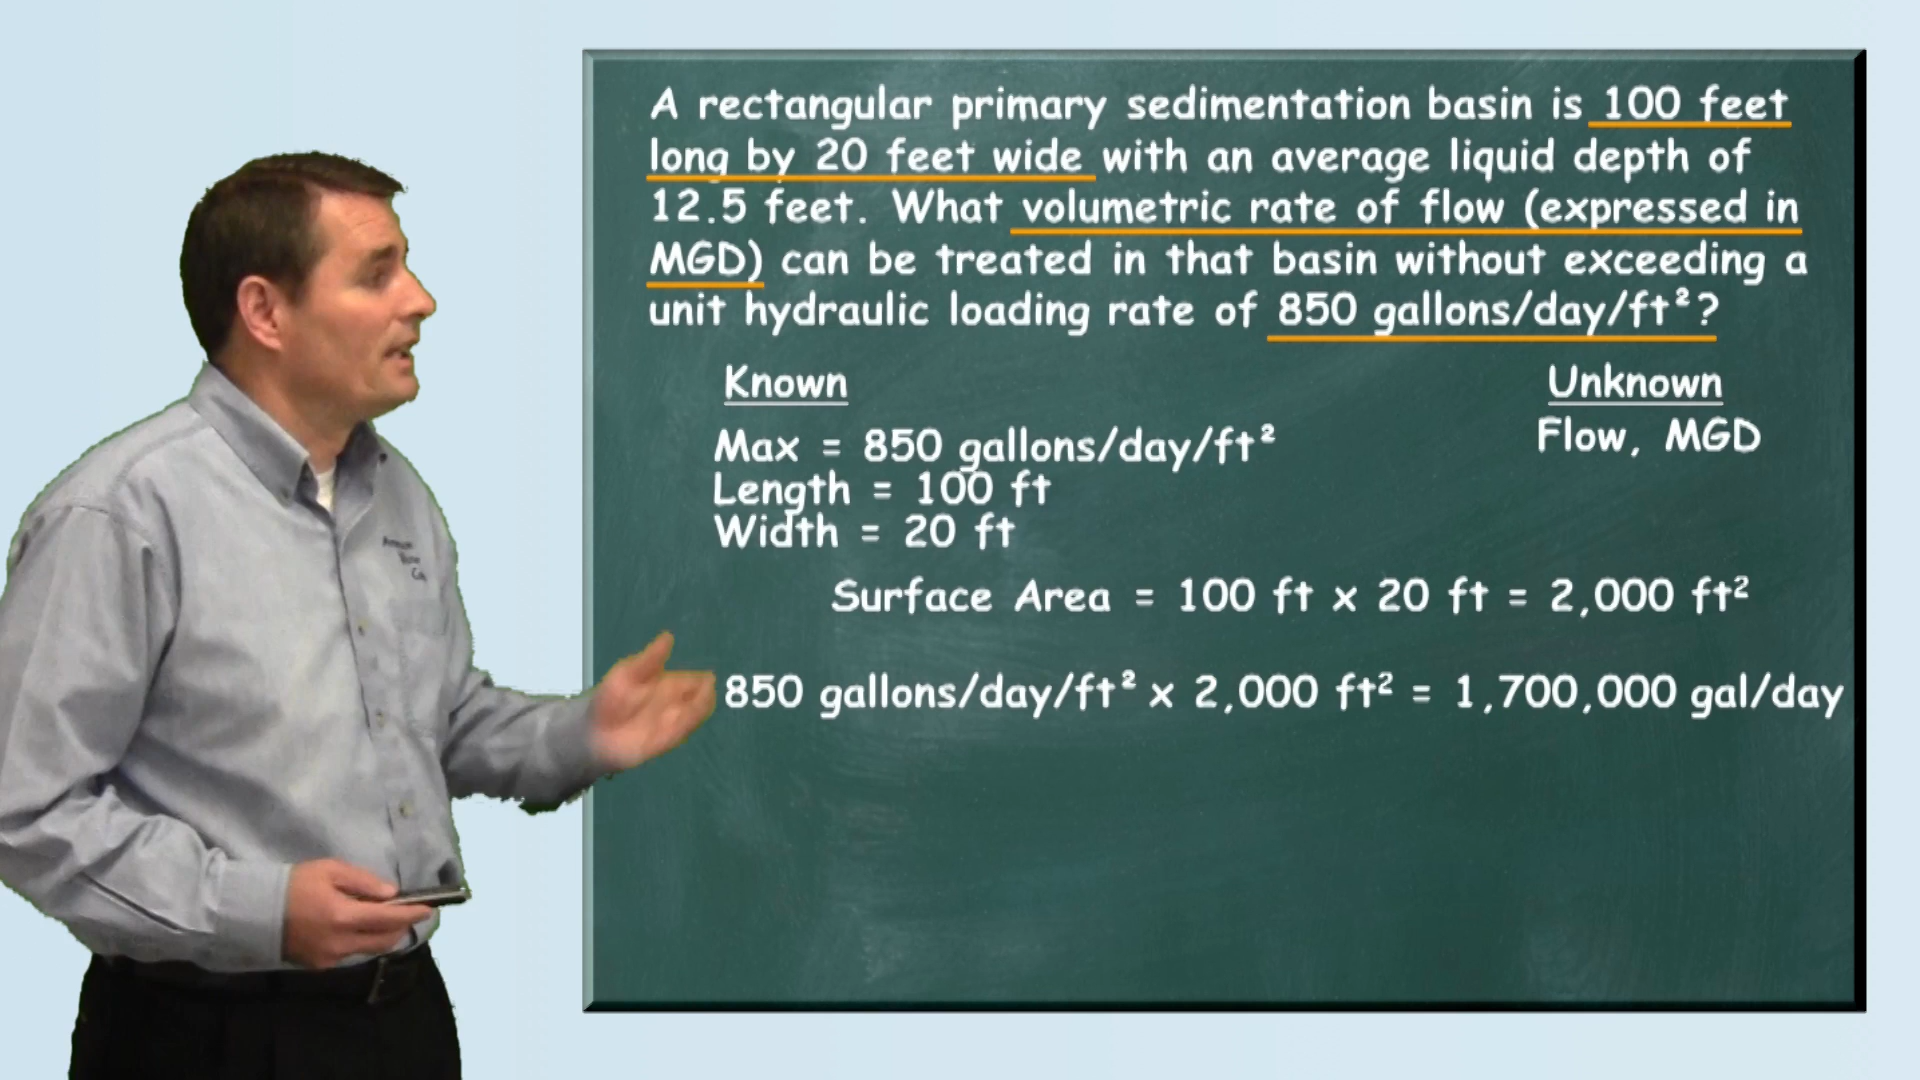 A rectangular primary sedimentation basin is 100 feet
long by 20 feet wide with an average liquid depth of
12.5 feet. What volumetric rate of flow (expressed in
MGD) can be treated in that basin without exceeding a
unit hydraulic loading rate of 850 gallons/day/ft²?
Known
Unknown
Max = 850 gallons/day/ft²
Flow, MGD
Length = 100 ft
Width = 20 ft
Surface Area = 100 ft x 20 ft = 2,000 ft²
850 gallons/day/ft² x 2,000 ft² = 1,700,000 gal/day